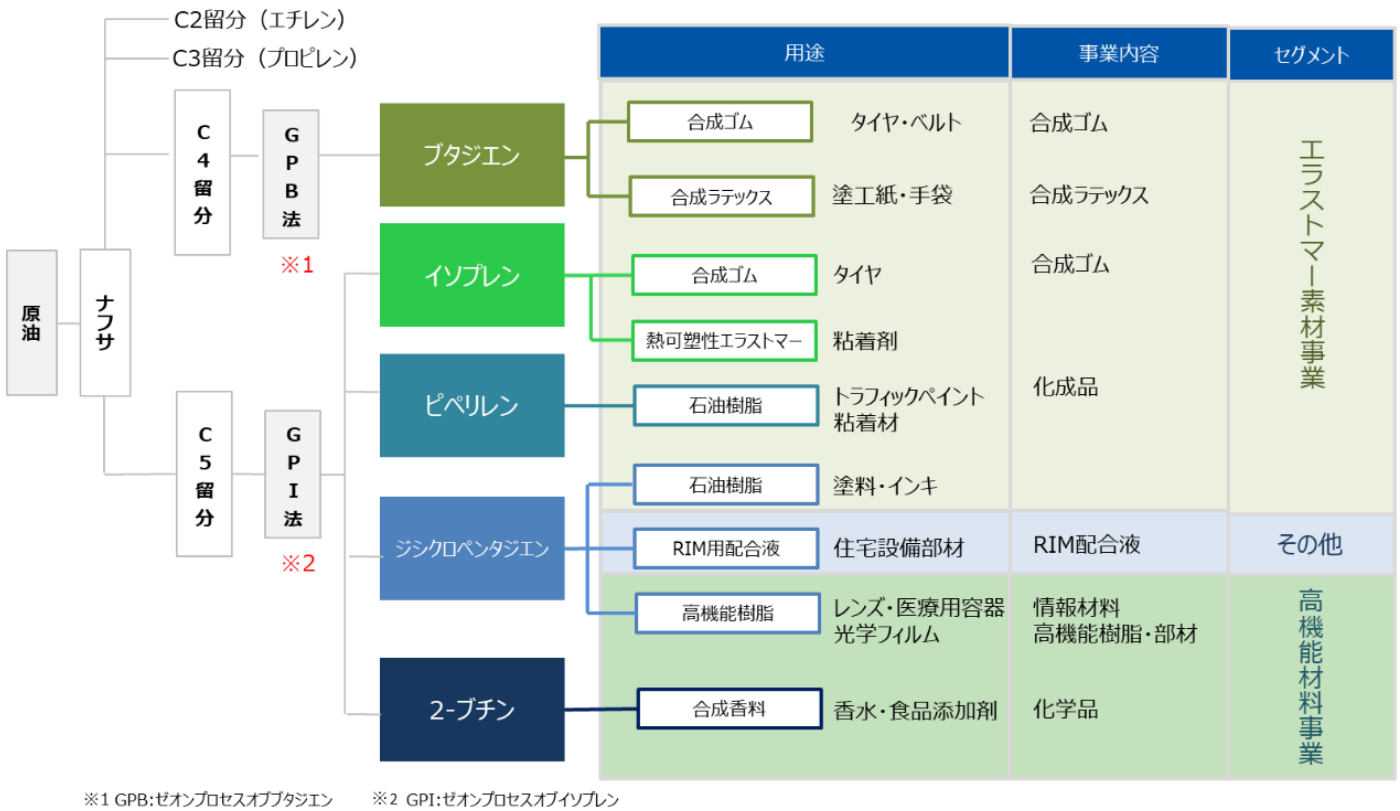 C2留分（エチレン）
C3留分（プロピレン）
用途
事業内容
セグメント
原油
ナフサ
C4留分
GPB法
※1
C5留分
GPI法
※2
ブタジエン
合成ゴム
タイヤ・ベルト
合成ゴム
合成ラテックス
塗工紙・手袋
合成ラテックス
イソプレン
合成ゴム
タイヤ
合成ゴム
熱可塑性エラストマー
粘着剤
ピペリレン
石油樹脂
トラフィックペイント
粘着材
化成品
ジシクロペンタジエン
石油樹脂
塗料・インキ
エラストマー素材事業
RIM用配合液
住宅設備部材
RIM配合液
その他
高機能樹脂
レンズ・医療用容器
光学フィルム
情報材料
高機能樹脂・部材
2-ブチン
合成香料
香水・食品添加剤
化学品
高機能材料事業
※1 GPB:ゼオンプロセスオブブタジエン
※2 GPI:ゼオンプロセスオブイソプレン